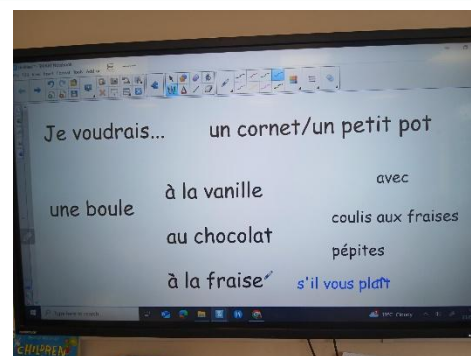 Je voudrais... un cornet/un petit pot
une boule
à la vanille
au chocolat
à la fraise
avec
coulis aux fraises
pépites
s'il vous plaît
CHILDREN